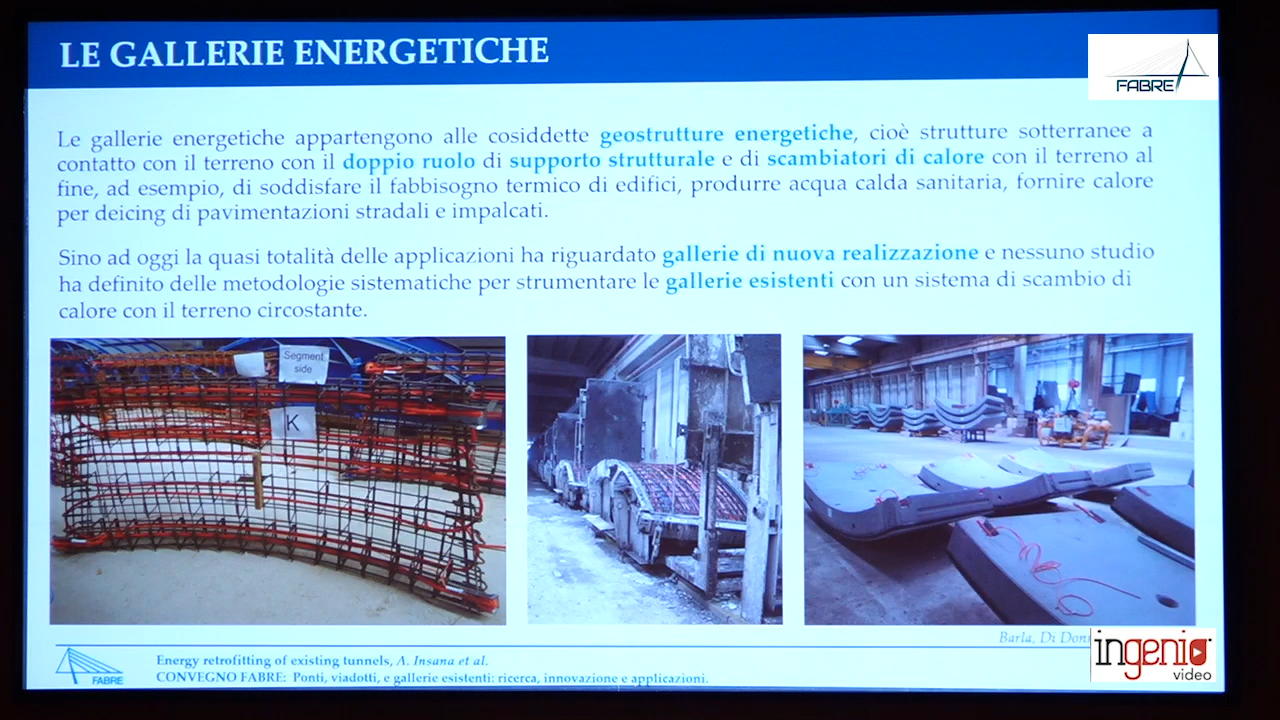 LE GALLERIE ENERGETICHE
FABRE
Le gallerie energetiche appartengono alle cosiddette geostrutture energetiche, cioè strutture sotterranee a
contatto con il terreno con il doppio ruolo di supporto strutturale e di scambiatori di calore con il terreno al
fine, ad esempio, di soddisfare il fabbisogno termico di edifici, produrre acqua calda sanitaria, fornire calore
per deicing di pavimentazioni stradali e impalcati.
Sino ad oggi la quasi totalità delle applicazioni ha riguardato gallerie di nuova realizzazione e nessuno studio
ha definito delle metodologie sistematiche per strumentare le gallerie esistenti con un sistema di scambio di
calore con il terreno circostante.
Segment
side
K
Barla, Di
FABRE
Energy retrofitting of existing tunnels, A. Insana et al.
CONVEGNO FABRE: Ponti, viadotti, e gallerie esistenti: ricerca, innovazione e applicazioni.
ingenio
video